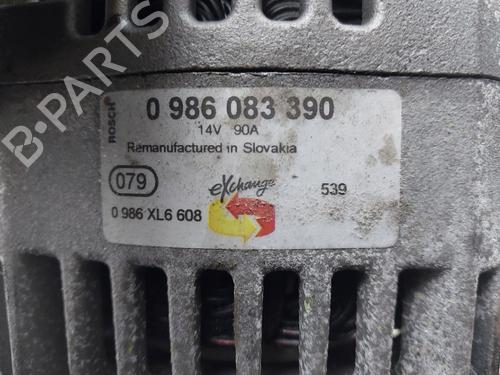 BOSCH
0 986 083 390
14V 90A
Remanufactured in Slovakia
079
eXchange
539
0 986 XL6 608
B-PARTS